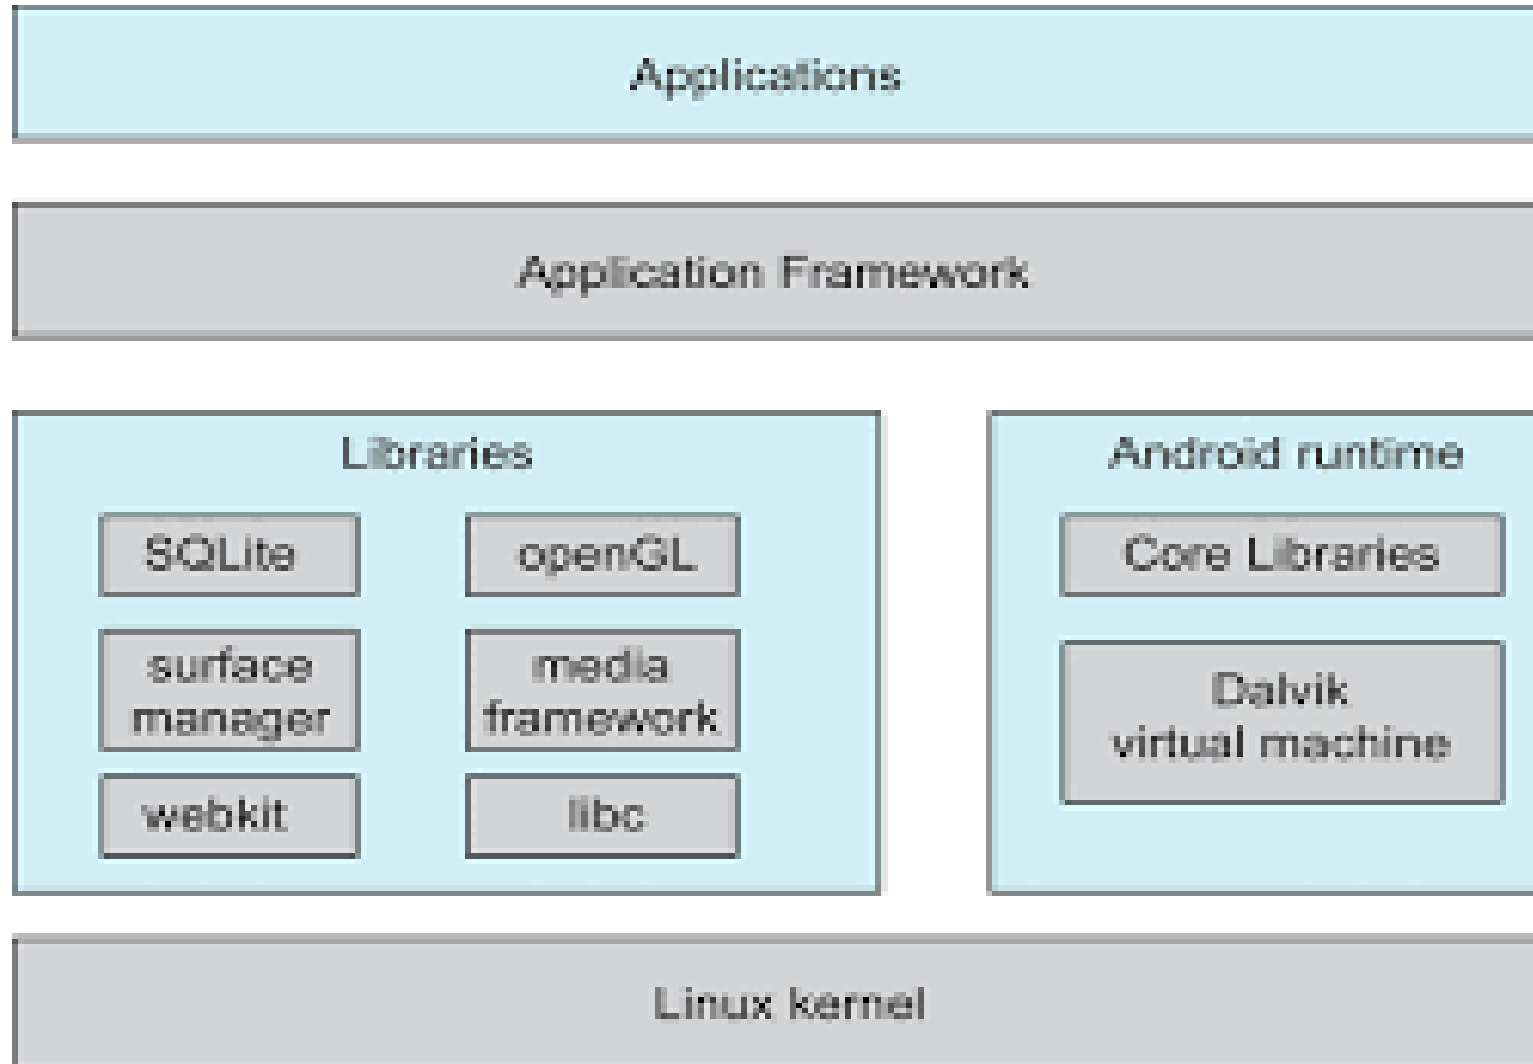 Applications
Application Framework
Libraries
SQLite
openGL
surface
manager
media
framework
webkit
libc
Android runtime
Core Libraries
Dalvik
virtual machine
Linux kernel